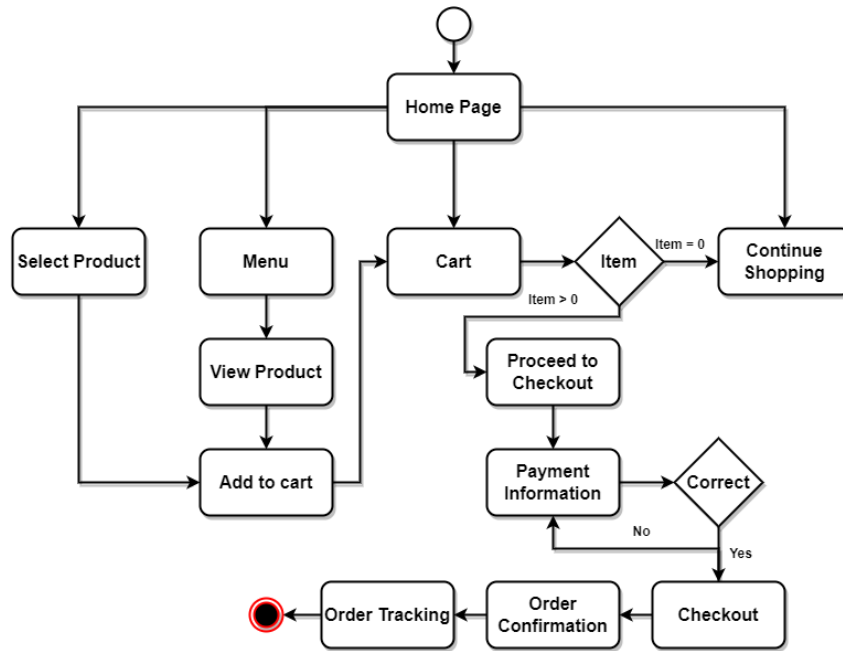 Home Page
Select Product
Menu
Cart
Item
Item = 0
Continue
Shopping
Item > 0
View Product
Proceed to
Checkout
Add to cart
Payment
Information
Correct
No
Yes
Order Tracking
Order
Confirmation
Checkout